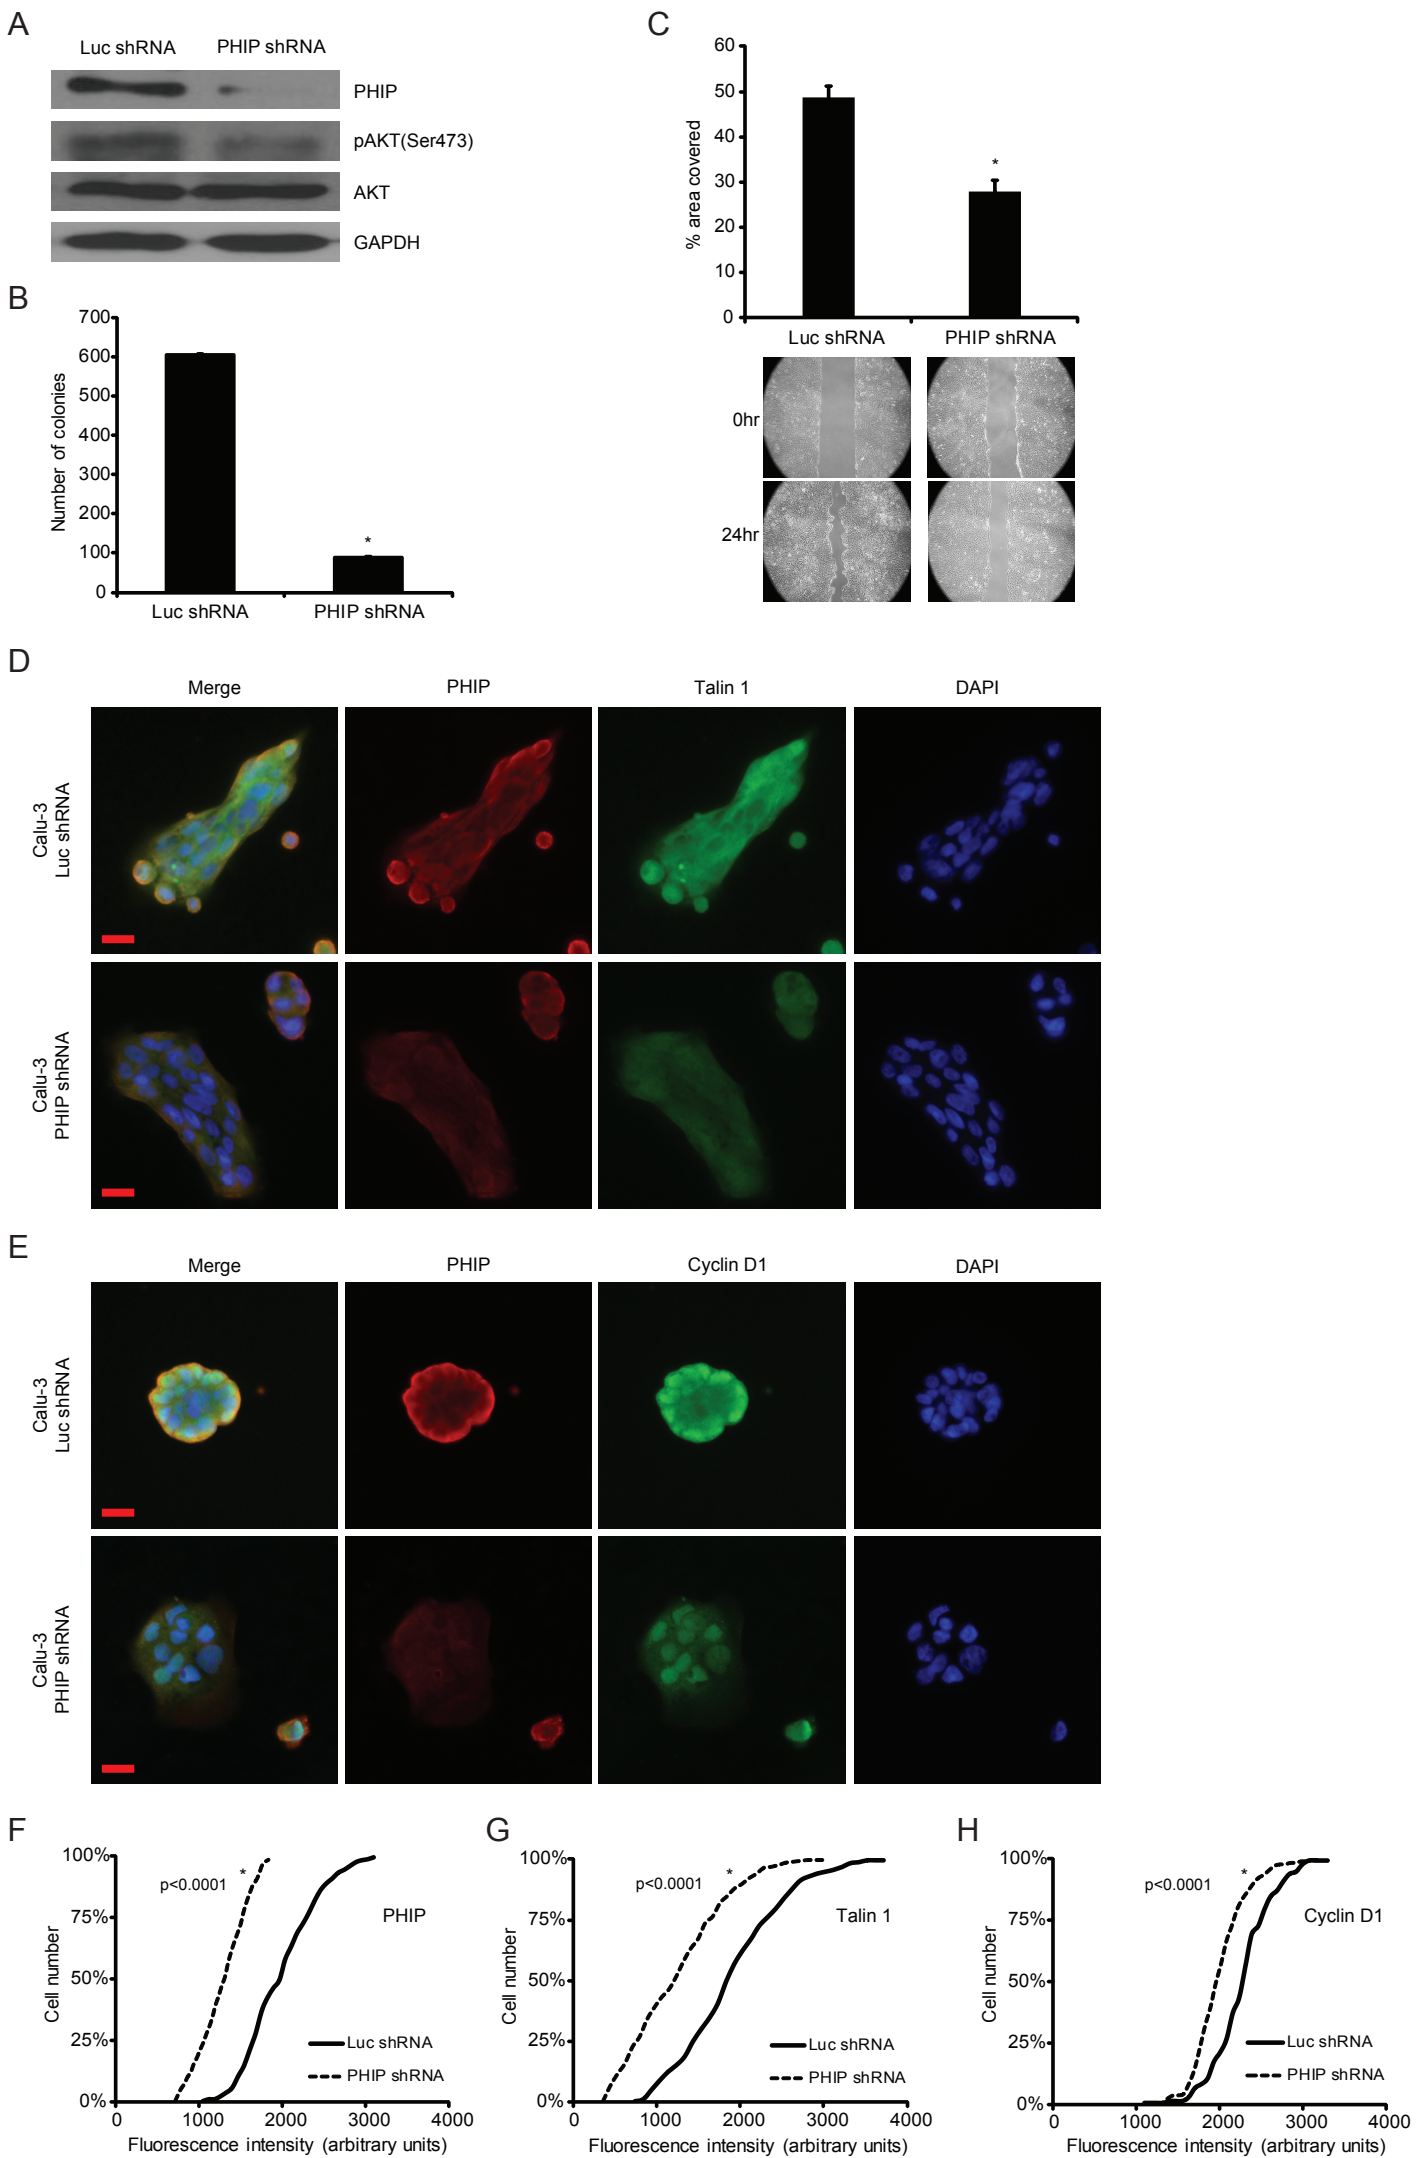 A
Luc shRNA PHIP shRNA
PHIP
pAKT(Ser473)
AKT
GAPDH
B
700
600
500
400
300
200
100
0
Number of colonies
*
Luc shRNA PHIP shRNA
C
60
50
40
30
20
10
0
% area covered
*
Luc shRNA PHIP shRNA
0hr
24hr
D
Merge PHIP Talin 1 DAPI
Calu-3
Luc shRNA
Calu-3
PHIP shRNA
E
Merge PHIP Cyclin D1 DAPI
Calu-3
Luc shRNA
Calu-3
PHIP shRNA
F
100%
75%
50%
25%
0%
Cell number
p<0.0001
*
PHIP
Luc shRNA
PHIP shRNA
0 1000 2000 3000 4000
Fluorescence intensity (arbitrary units)
G
100%
75%
50%
25%
0%
Cell number
p<0.0001
*
Talin 1
Luc shRNA
PHIP shRNA
0 1000 2000 3000 4000
Fluorescence intensity (arbitrary units)
H
100%
75%
50%
25%
0%
Cell number
p<0.0001
*
Cyclin D1
Luc shRNA
PHIP shRNA
0 1000 2000 3000 4000
Fluorescence intensity (arbitrary units)